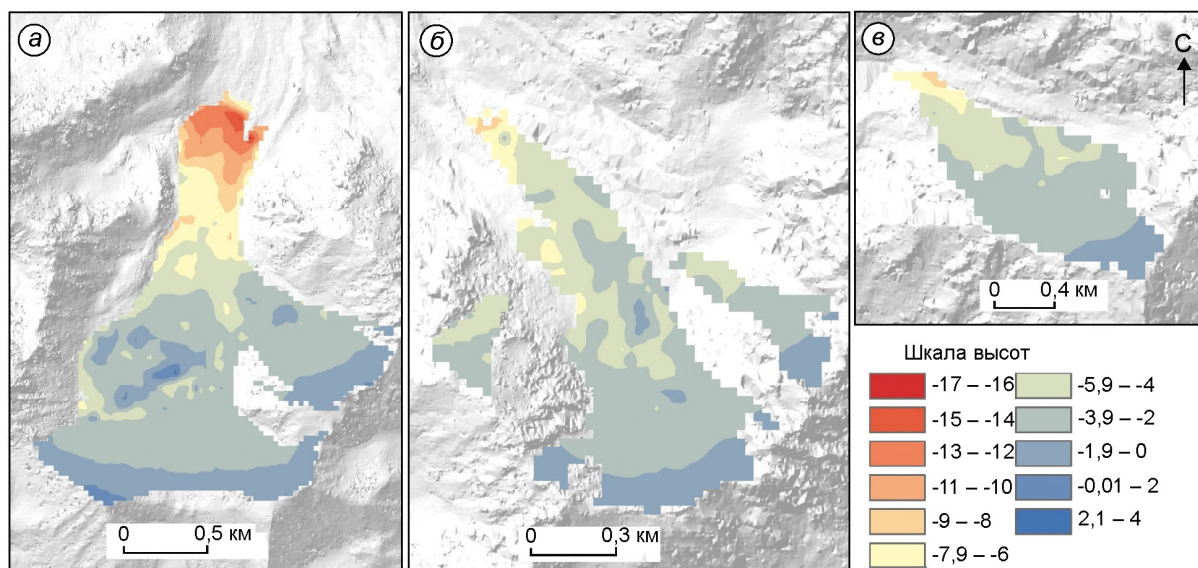 а
б
в
С
0 0,5 км
0 0,3 км
0 0,4 км
Шкала высот
-17 – -16
-15 – -14
-13 – -12
-11 – -10
-9 – -8
-7,9 – -6
-5,9 – -4
-3,9 – -2
-1,9 – 0
-0,01 – 2
2,1 – 4